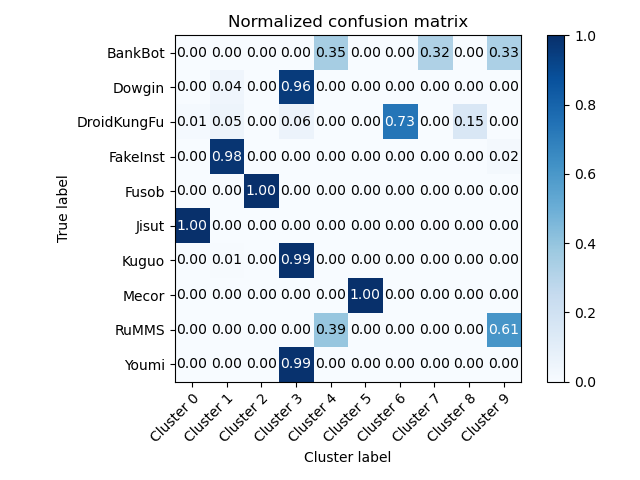 Normalized confusion matrix
True label
BankBot 0.00 0.00 0.00 0.00 0.35 0.00 0.00 0.32 0.00 0.33
Dowgin 0.00 0.04 0.00 0.96 0.00 0.00 0.00 0.00 0.00 0.00
DroidKungFu 0.01 0.05 0.00 0.06 0.00 0.00 0.73 0.00 0.15 0.00
FakeInst 0.00 0.98 0.00 0.00 0.00 0.00 0.00 0.00 0.00 0.02
Fusob 0.00 0.00 1.00 0.00 0.00 0.00 0.00 0.00 0.00 0.00
Jisut 1.00 0.00 0.00 0.00 0.00 0.00 0.00 0.00 0.00 0.00
Kuguo 0.00 0.01 0.00 0.99 0.00 0.00 0.00 0.00 0.00 0.00
Mecor 0.00 0.00 0.00 0.00 0.00 1.00 0.00 0.00 0.00 0.00
RuMMS 0.00 0.00 0.00 0.00 0.39 0.00 0.00 0.00 0.00 0.61
Youmi 0.00 0.00 0.00 0.99 0.00 0.00 0.00 0.00 0.00 0.00
Cluster 0 Cluster 1 Cluster 2 Cluster 3 Cluster 4 Cluster 5 Cluster 6 Cluster 7 Cluster 8 Cluster 9
Cluster label
1.0
0.8
0.6
0.4
0.2
0.0